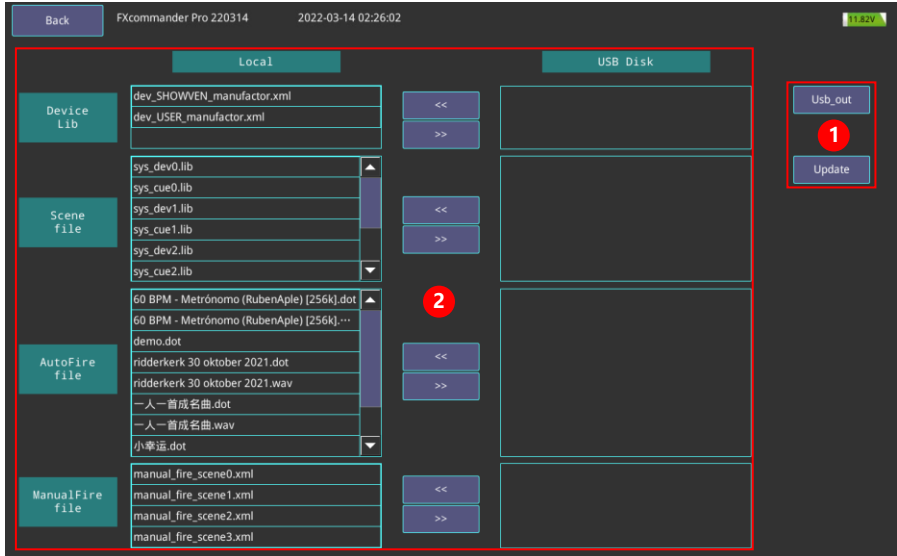 Back
FXcommander Pro 220314
2022-03-14 02:26:02
11.82V
Local
USB Disk
Device
Lib
dev_SHOWVEN_manufactor.xml
dev_USER_manufactor.xml
<<
>>
Usb_out
1
Update
Scene
file
sys_dev0.lib
sys_cue0.lib
sys_dev1.lib
sys_cue1.lib
sys_dev2.lib
sys_cue2.lib
<<
>>
2
AutoFire
file
60 BPM - Metrónomo (RubenAple) [256k].dot
60 BPM - Metrónomo (RubenAple) [256k].···
demo.dot
ridderkerk 30 oktober 2021.dot
ridderkerk 30 oktober 2021.wav
一人一首成名曲.dot
一人一首成名曲.wav
小幸运.dot
<<
>>
ManualFire
file
manual_fire_scene0.xml
manual_fire_scene1.xml
manual_fire_scene2.xml
manual_fire_scene3.xml
<<
>>